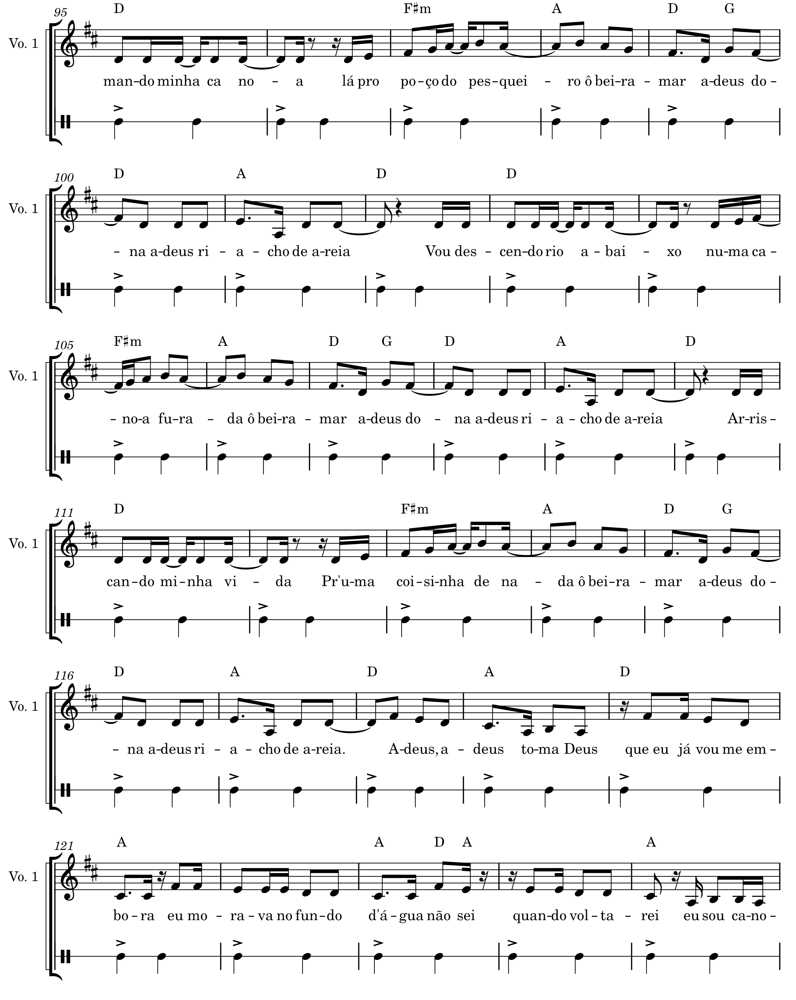 95 D F♯m A D G
Vo. 1
man-do minha ca no - a lá pro po-ço do pes-quei - ro ô bei-ra - mar a-deus do -
100 D A D D
Vo. 1
- na a-deus ri - a - cho de a-reia Vou des - cen-do rio a - bai - xo nu-ma ca -
105 F♯m A D G D A D
Vo. 1
- no-a fu-ra - da ô bei-ra - mar a-deus do - na a-deus ri - a - cho de a-reia Ar-ris -
111 D F♯m A D G
Vo. 1
can-do mi-nha vi - da Pr'u-ma coi-si-nha de na - da ô bei-ra - mar a-deus do -
116 D A D A D
Vo. 1
- na a-deus ri - a - cho de a-reia. A-deus, a - deus to-ma Deus que eu já vou me em -
121 A A D A A
Vo. 1
bo-ra eu mo - ra-va no fun-do d'á-gua não sei quan-do vol-ta - rei eu sou ca-no -